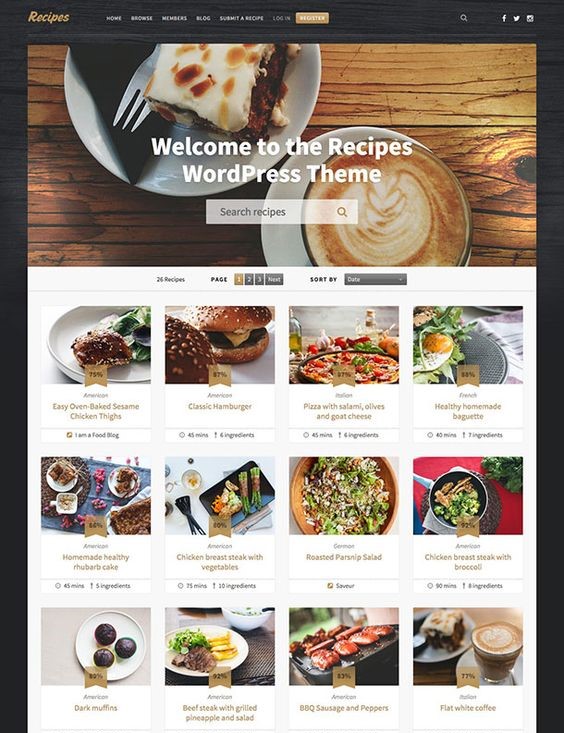 Recipes
HOME BROWSE MEMBERS BLOG SUBMIT A RECIPE LOG IN REGISTER
Welcome to the Recipes
WordPress Theme
Search recipes
26 Recipes PAGE 1 2 3 Next SORT BY Date
75% 87% 97% 88%
American American Italian French
Easy Oven-Baked Sesame
Chicken Thighs
Classic Hamburger
Pizza with salami, olives
and goat cheese
Healthy homemade
baguette
I am a Food Blog 45 mins 6 ingredients 45 mins 6 ingredients 40 mins 7 ingredients
86% 80% 92%
American American German American
Homemade healthy
rhubarb cake
Chicken breast steak with
vegetables
Roasted Parsnip Salad
Chicken breast steak with
broccoli
45 mins 5 ingredients 75 mins 10 ingredients Saveur 90 mins 8 ingredients
92% 77%
American American American Italian
Dark muffins
Beef steak with grilled
pineapple and salad
BBQ Sausage and Peppers
Flat white coffee